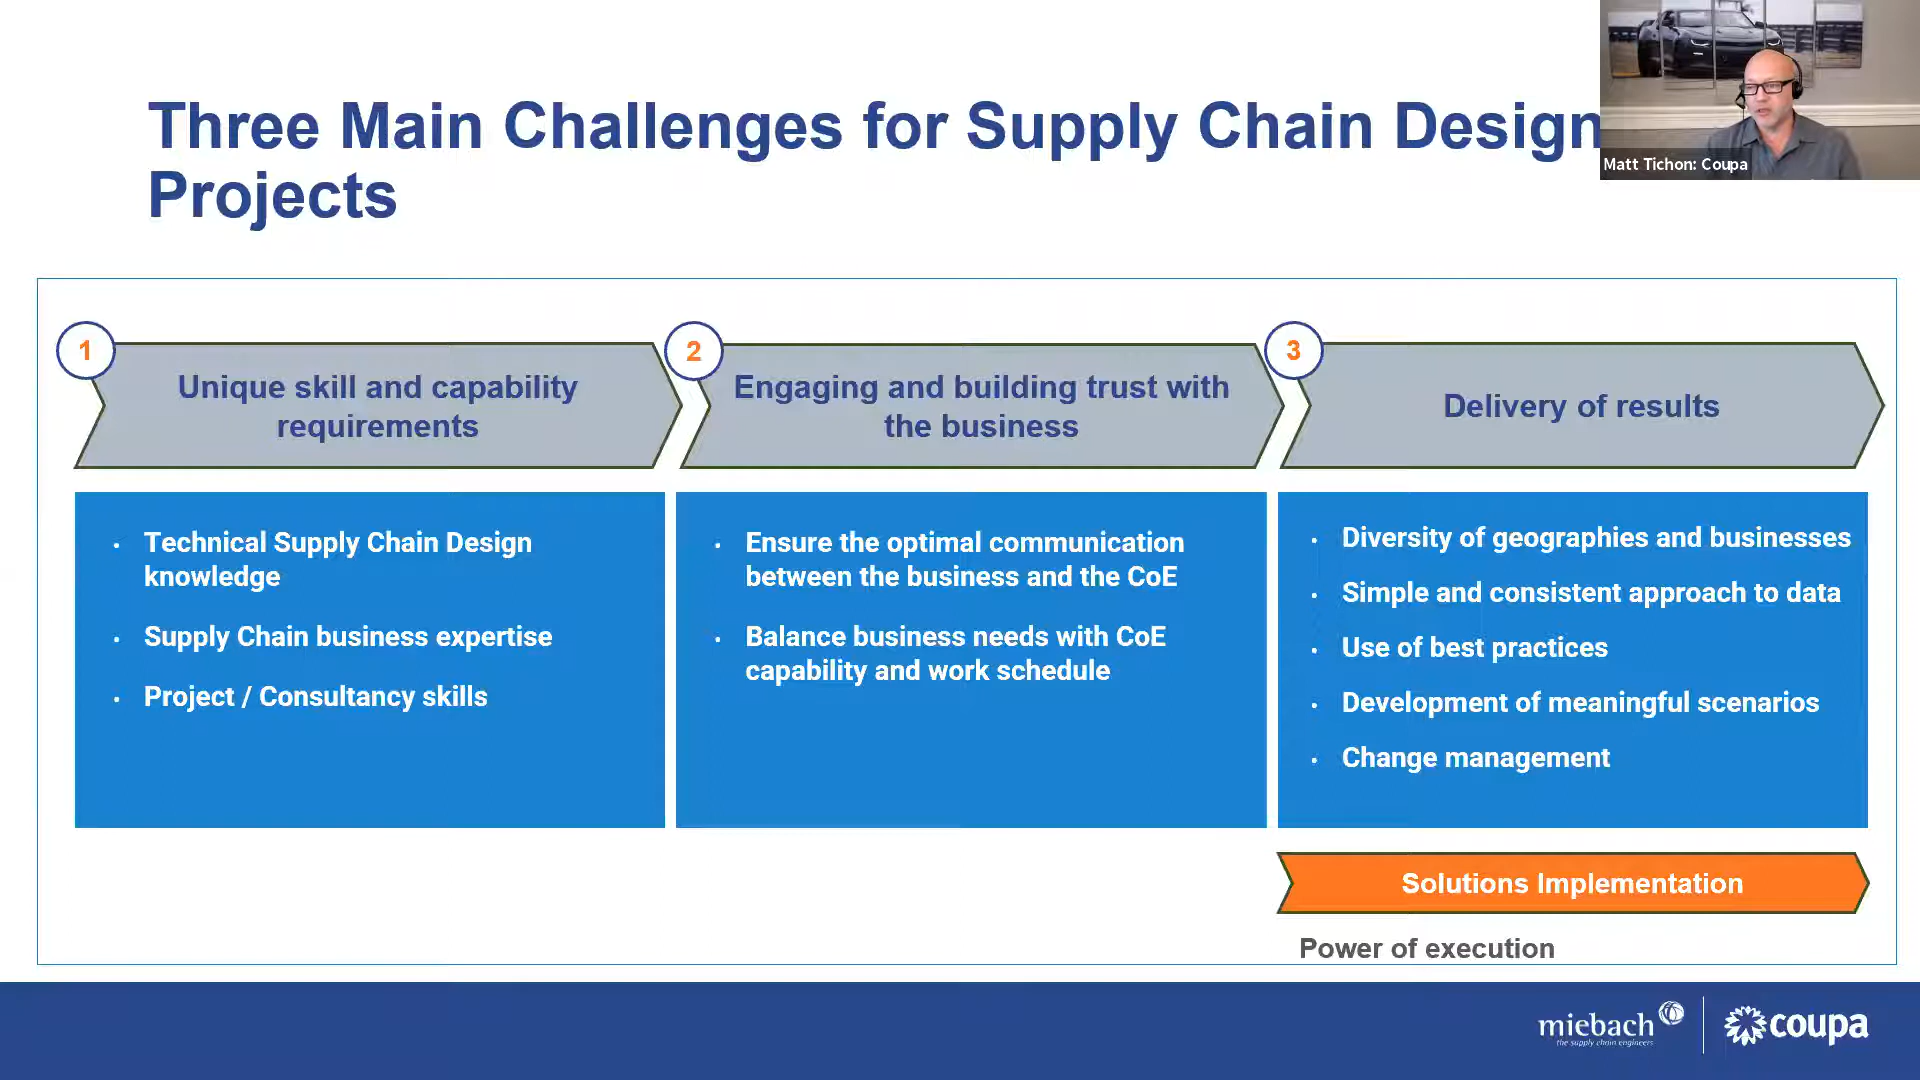 Three Main Challenges for Supply Chain Design
Projects
Matt Tichon: Coupa
1
Unique skill and capability
requirements
• Technical Supply Chain Design
knowledge
• Supply Chain business expertise
• Project / Consultancy skills
2
Engaging and building trust with
the business
• Ensure the optimal communication
between the business and the CoE
• Balance business needs with CoE
capability and work schedule
3
Delivery of results
• Diversity of geographies and businesses
• Simple and consistent approach to data
• Use of best practices
• Development of meaningful scenarios
• Change management
Solutions Implementation
Power of execution
miebach
the supply chain engineers
coupa